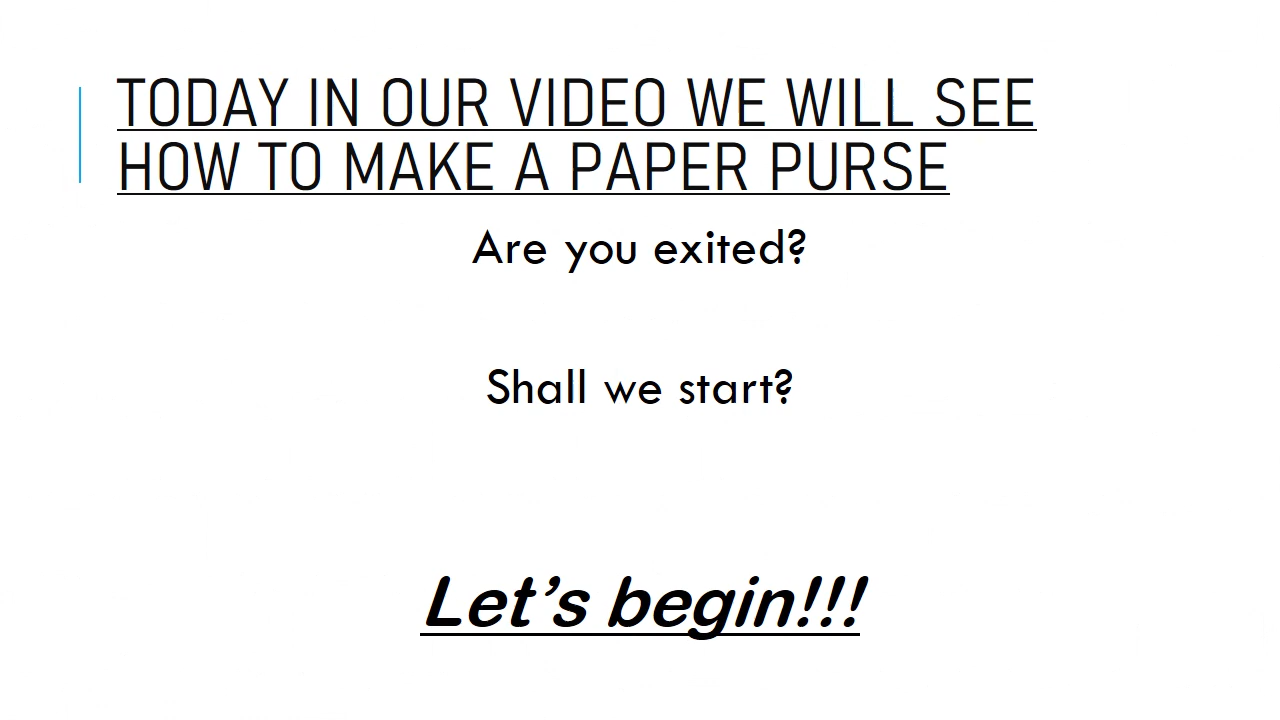 TODAY IN OUR VIDEO WE WILL SEE
HOW TO MAKE A PAPER PURSE
Are you exited?
Shall we start?
Let's begin!!!